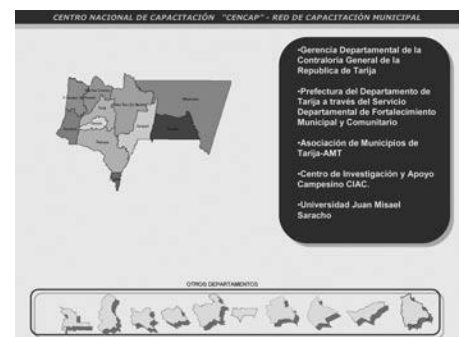 CENTRO NACIONAL DE CAPACITACIÓN "CENCAP" - RED DE CAPACITACIÓN MUNICIPAL
•Gerencia Departamental de la
Contraloría General de la
Republica de Tarija
•Prefectura del Departamento de
Tarija a través del Servicio
Departamental de Fortalecimiento
Municipal y Comunitario
•Asociación de Municipios de
Tarija-AMT
•Centro de Investigación y Apoyo
Campesino CIAC.
•Universidad Juan Misael
Saracho
OTROS DEPARTAMENTOS